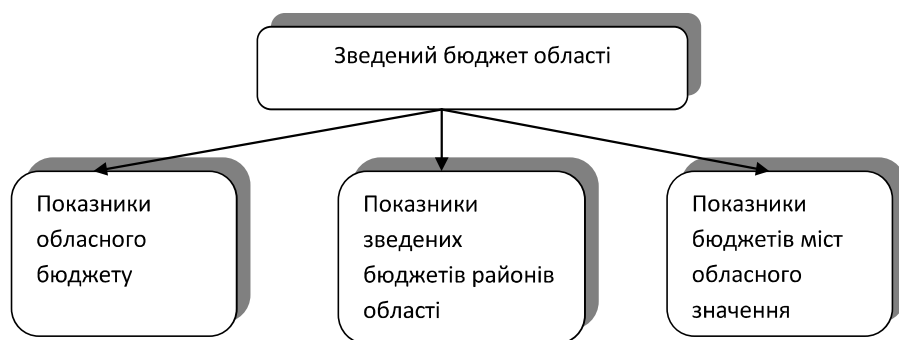 Зведений бюджет області
Показники
обласного
бюджету
Показники
зведених
бюджетів районів
області
Показники
бюджетів міст
обласного
значення